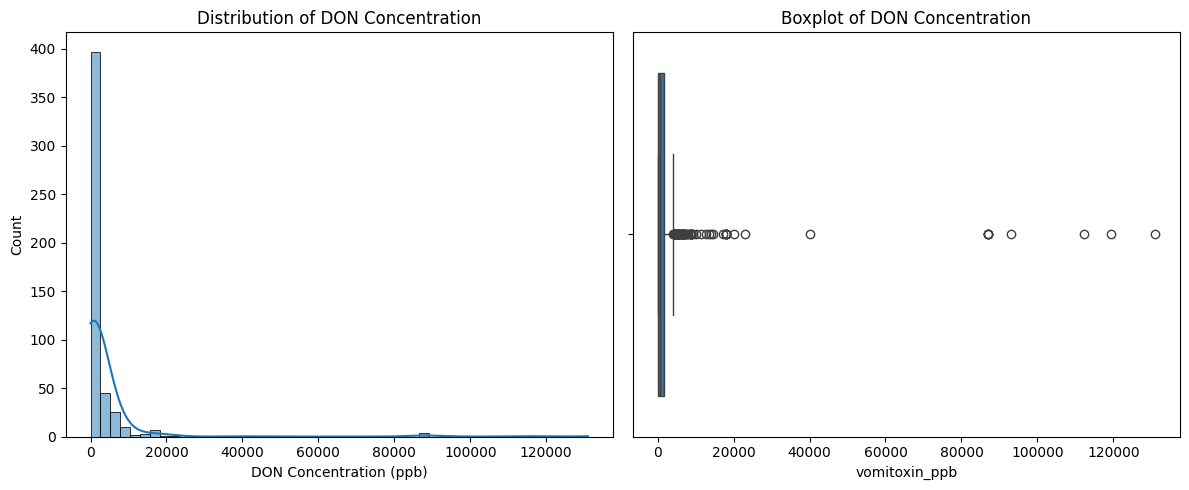 Distribution of DON Concentration
Boxplot of DON Concentration
400
350
300
250
200
150
100
50
0
Count
0 20000 40000 60000 80000 100000 120000
DON Concentration (ppb)
0 20000 40000 60000 80000 100000 120000
vomitoxin_ppb